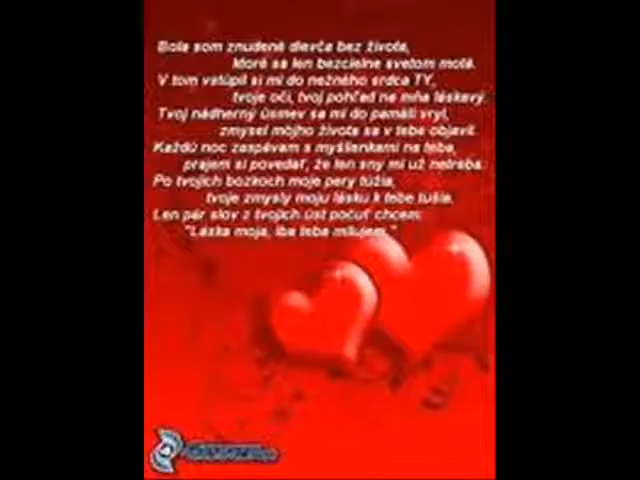 Bola som znudené dievča bez života,
ktoré sa len bezcieľne svetom motá.
V tom vstúpil si mi do nežného srdca TY,
tvoje oči, tvoj pohľad na mňa láskavý.
Tvoj nádherný úsmev sa mi do pamäti vryl,
zmysel môjho života sa v tebe objavil.
Každú noc zaspávam s myšlienkami na teba,
prajem si povedať, že len sny mi už netreba.
Po tvojich bozkoch moje pery túžia,
tvoje zmysly moju lásku k tebe tušia.
Len pár slov z tvojich úst počuť chcem:
"Láska moja, iba teba milujem."